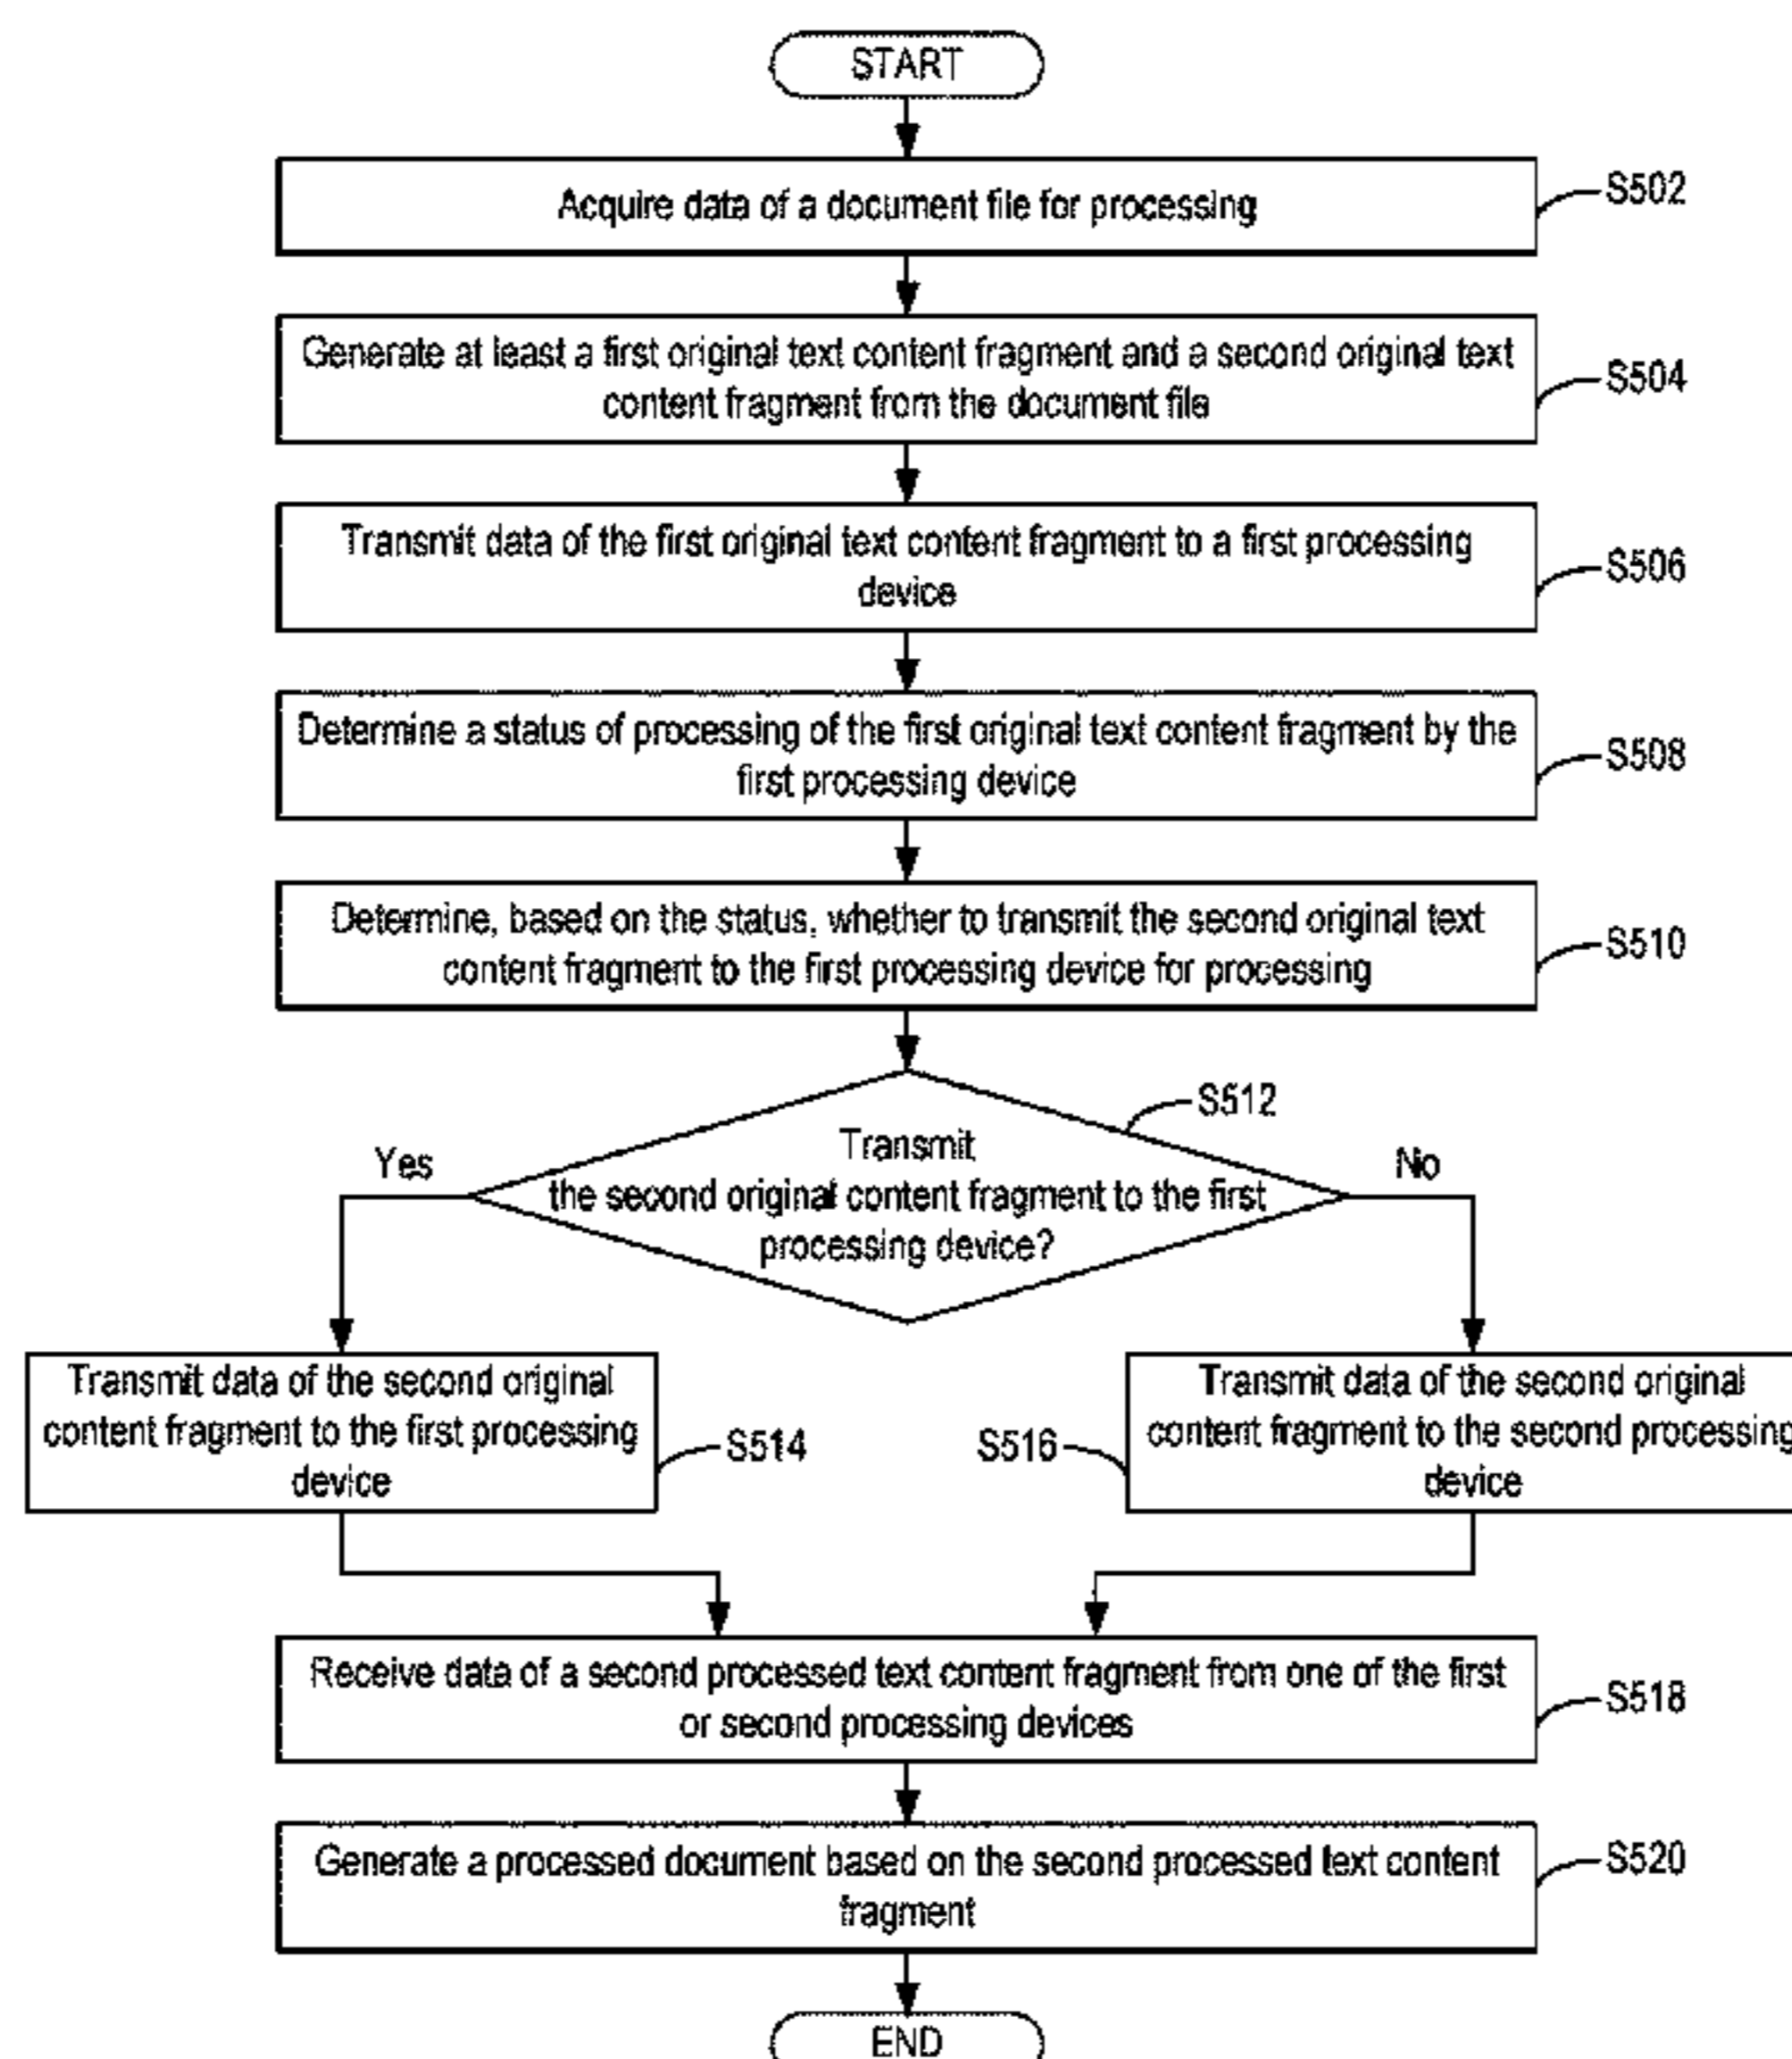 START
Acquire data of a document file for processing
S502
Generate at least a first original text content fragment and a second original text
content fragment from the document file
S504
Transmit data of the first original text content fragment to a first processing
device
S506
Determine a status of processing of the first original text content fragment by the
first processing device
S508
Determine, based on the status, whether to transmit the second original text
content fragment to the first processing device for processing
S510
S512
Transmit
the second original content fragment to the first
processing device?
Yes
No
Transmit data of the second original
content fragment to the first processing
device
S514
S516
Transmit data of the second original
content fragment to the second processing
device
Receive data of a second processed text content fragment from one of the first
or second processing devices
S518
Generate a processed document based on the second processed text content
fragment
S520
END